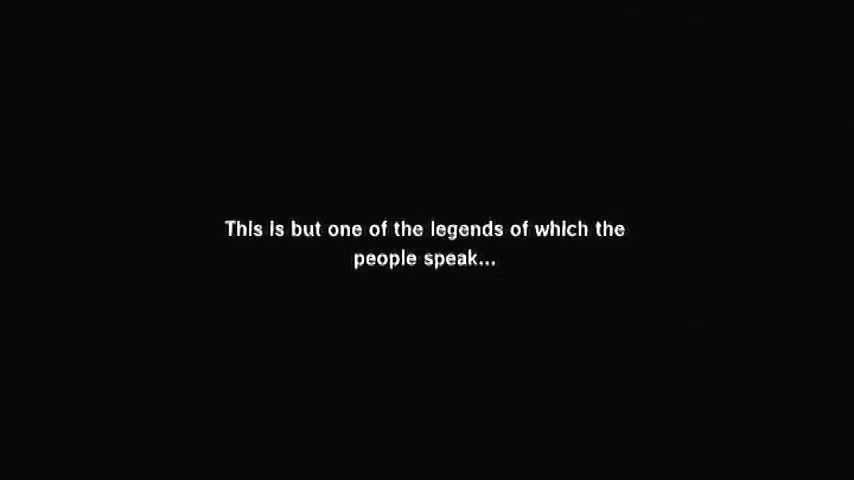 This is but one of the legends of which the
people speak...